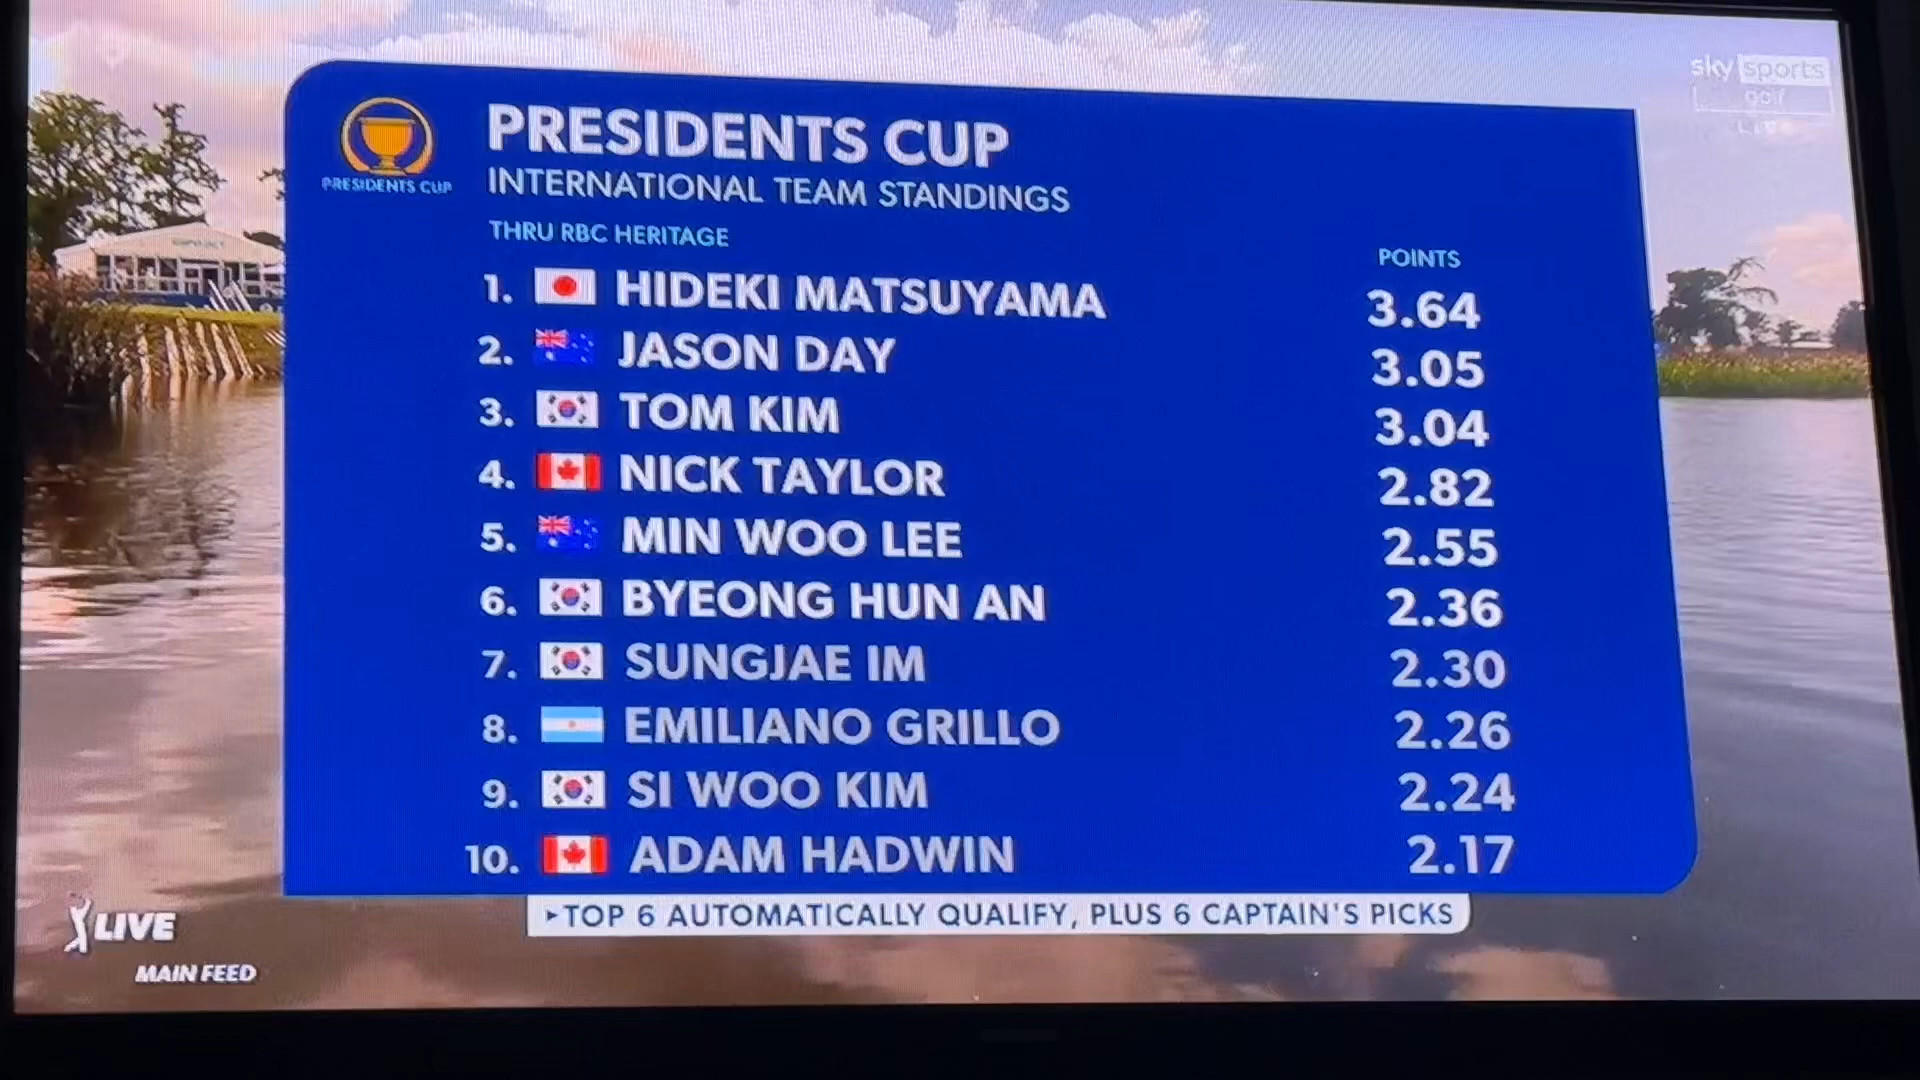 sky sports
golf
PRESIDENTS CUP
PRESIDENTS CUP
INTERNATIONAL TEAM STANDINGS
THRU RBC HERITAGE
POINTS
1. HIDEKI MATSUYAMA 3.64
2. JASON DAY 3.05
3. TOM KIM 3.04
4. NICK TAYLOR 2.82
5. MIN WOO LEE 2.55
6. BYEONG HUN AN 2.36
7. SUNGJAE IM 2.30
8. EMILIANO GRILLO 2.26
9. SI WOO KIM 2.24
10. ADAM HADWIN 2.17
▸TOP 6 AUTOMATICALLY QUALIFY, PLUS 6 CAPTAIN'S PICKS
LIVE
MAIN FEED